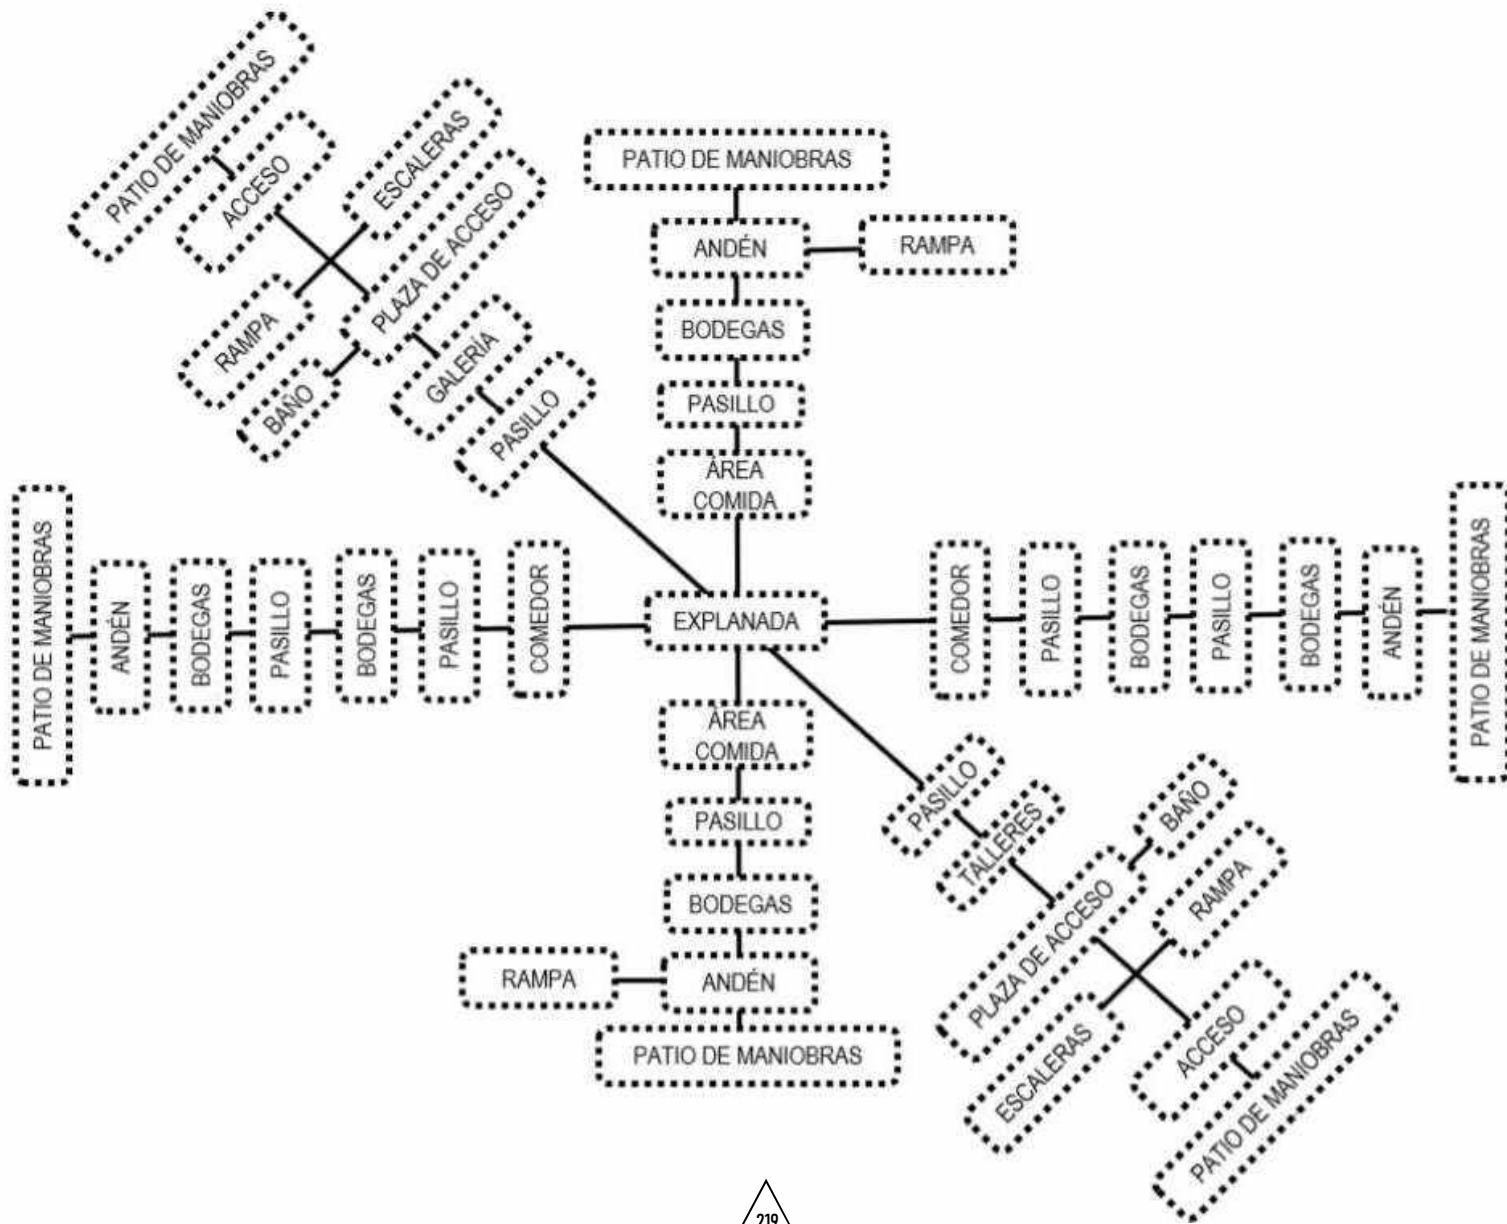 PATIO DE MANIOBRAS
ACCESO
ESCALERAS
RAMPA
PLAZA DE ACCESO
BAÑO
GALERÍA
PASILLO
PATIO DE MANIOBRAS
ANDÉN
RAMPA
BODEGAS
PASILLO
ÁREA
COMIDA
PATIO DE MANIOBRAS
ANDÉN
BODEGAS
PASILLO
BODEGAS
PASILLO
COMEDOR
EXPLANADA
COMEDOR
PASILLO
BODEGAS
PASILLO
BODEGAS
ANDÉN
PATIO DE MANIOBRAS
ÁREA
COMIDA
PASILLO
BODEGAS
RAMPA
ANDÉN
PATIO DE MANIOBRAS
PASILLO
TALLERES
PLAZA DE ACCESO
BAÑO
RAMPA
ESCALERAS
ACCESO
PATIO DE MANIOBRAS
219